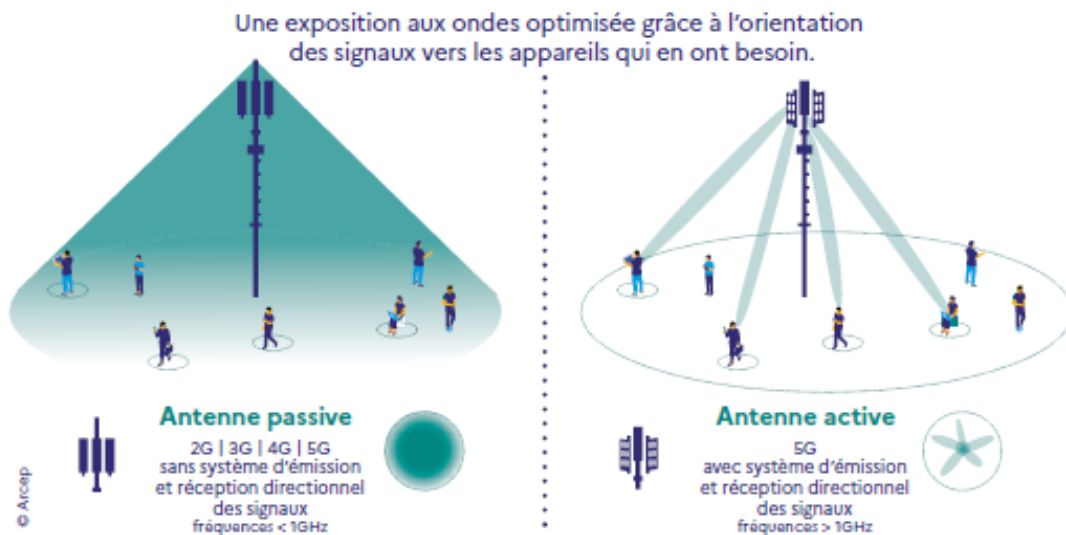 Une exposition aux ondes optimisée grâce à l'orientation
des signaux vers les appareils qui en ont besoin.
Antenne passive
2G | 3G | 4G | 5G
sans système d'émission
et réception directionnel
des signaux
fréquences < 1GHz
Antenne active
5G
avec système d'émission
et réception directionnel
des signaux
fréquences > 1GHz
© Arcep